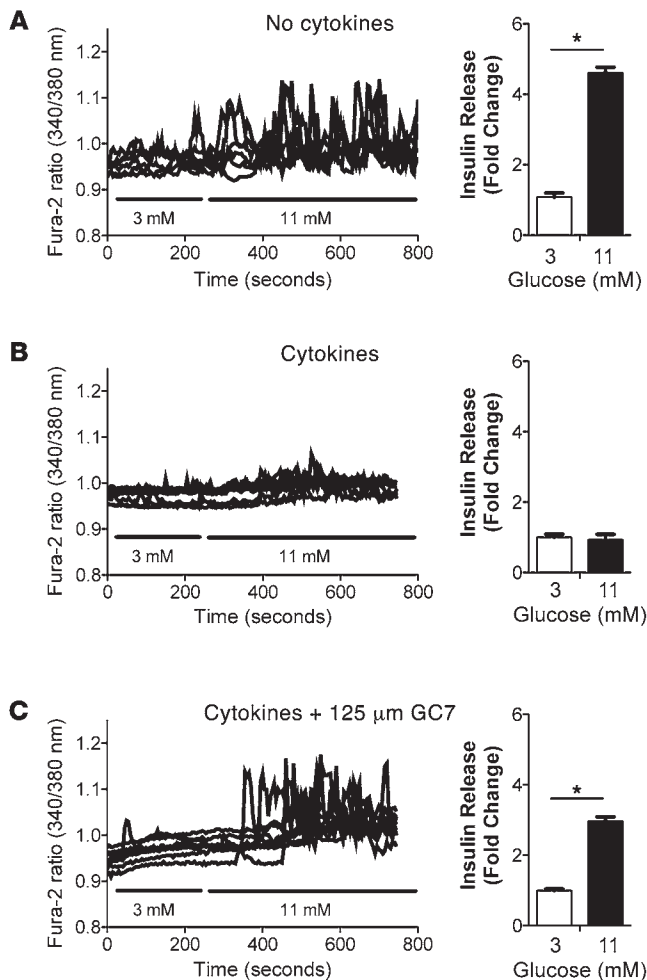 A
No cytokines
Fura-2 ratio (340/380 nm)
1.2
1.1
1.0
0.9
0.8
3 mM
11 mM
0
200
400
600
800
Time (seconds)
Insulin Release
(Fold Change)
6
4
2
0
*
3
11
Glucose (mM)
B
Cytokines
Fura-2 ratio (340/380 nm)
1.2
1.1
1.0
0.9
0.8
3 mM
11 mM
0
200
400
600
800
Time (seconds)
Insulin Release
(Fold Change)
6
4
2
0
3
11
Glucose (mM)
C
Cytokines + 125 μm GC7
Fura-2 ratio (340/380 nm)
1.2
1.1
1.0
0.9
0.8
3 mM
11 mM
0
200
400
600
800
Time (seconds)
Insulin Release
(Fold Change)
6
4
2
0
*
3
11
Glucose (mM)